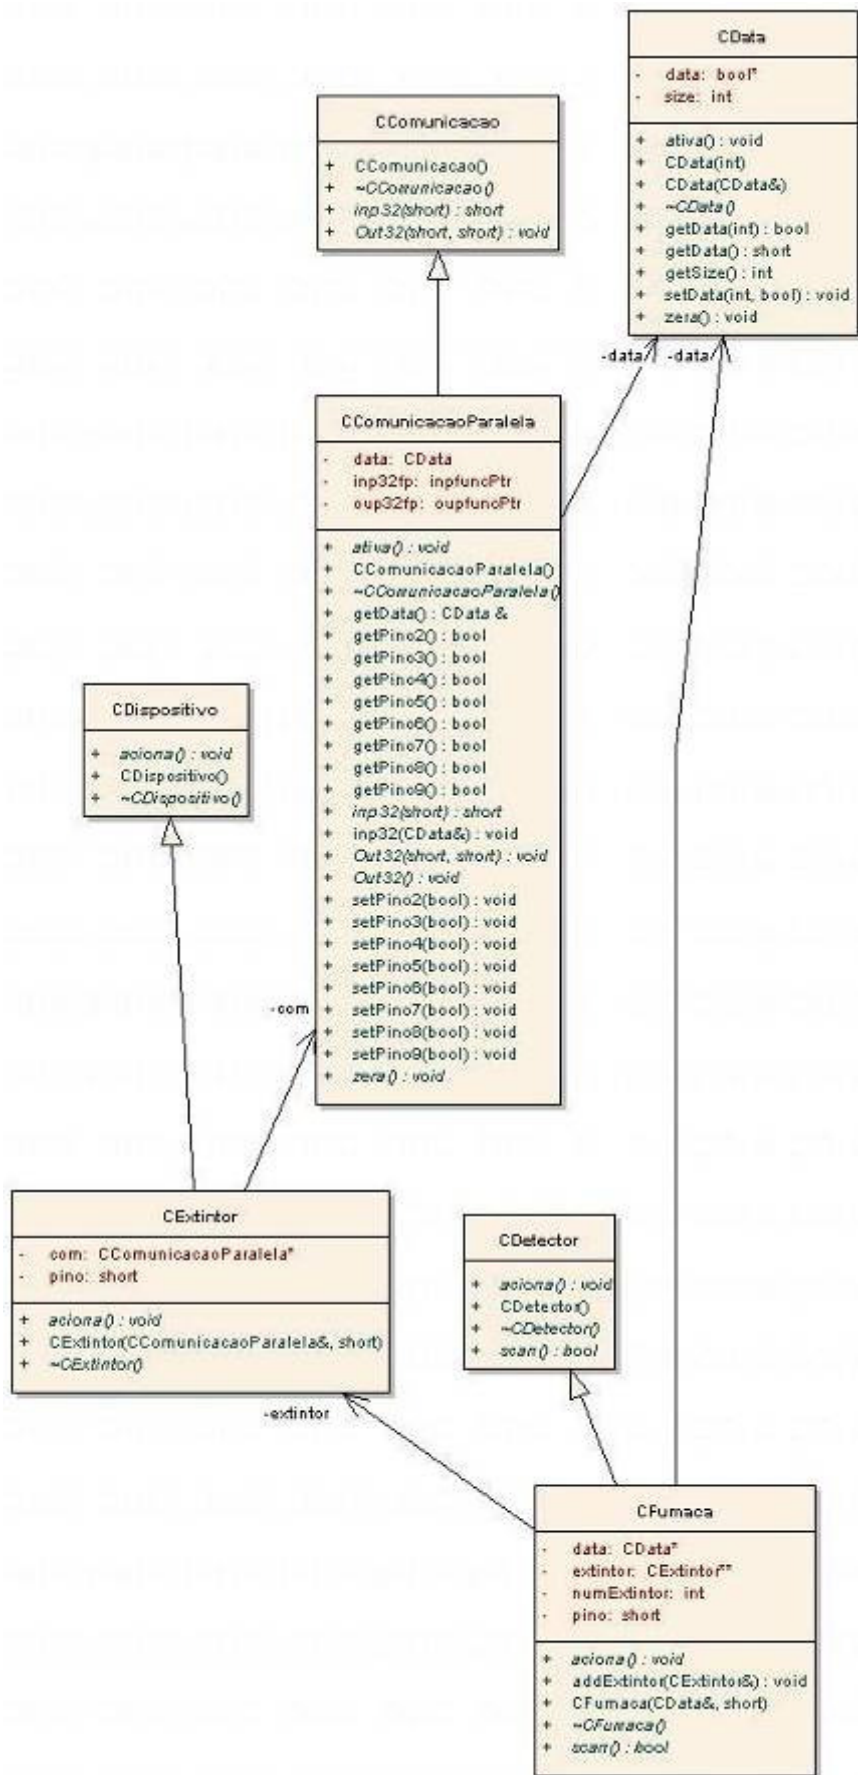 CData
- data: bool*
- size: int
+ ativa() : void
+ CData(int)
+ CData(CData&)
+ ~CData()
+ getData(int) : bool
+ getData() : short
+ getSize() : int
+ setData(int, bool) : void
+ zera() : void
CComunicacao
+ CComunicacao()
+ ~CComunicacao()
+ inp32(short) : short
+ Out32(short, short) : void
-data
-data
CComunicacaoParalela
- data: CData
- inp32fp: inpfuncPtr
- oup32fp: oupfuncPtr
+ ativa() : void
+ CComunicacaoParalela()
+ ~CComunicacaoParalela()
+ getData() : CData &
+ getPino2() : bool
+ getPino3() : bool
+ getPino4() : bool
+ getPino5() : bool
+ getPino6() : bool
+ getPino7() : bool
+ getPino8() : bool
+ getPino9() : bool
+ inp32(short) : short
+ inp32(CData&) : void
+ Out32(short, short) : void
+ Out32() : void
+ setPino2(bool) : void
+ setPino3(bool) : void
+ setPino4(bool) : void
+ setPino5(bool) : void
+ setPino6(bool) : void
+ setPino7(bool) : void
+ setPino8(bool) : void
+ setPino9(bool) : void
+ zera() : void
CDispositivo
+ aciona() : void
+ CDispositivo()
+ ~CDispositivo()
-com
CExtintor
- com: CComunicacaoParalela*
- pino: short
+ aciona() : void
+ CExtintor(CComunicacaoParalela&, short)
+ ~CExtintor()
CDetector
+ aciona() : void
+ CDetector()
+ ~CDetector()
+ scan() : bool
-extintor
CFumaca
- data: CData*
- extintor: CExtintor**
- numExtintor: int
- pino: short
+ aciona() : void
+ addExtintor(CExtintor&) : void
+ CFumaca(CData&, short)
+ ~CFumaca()
+ scan() : bool